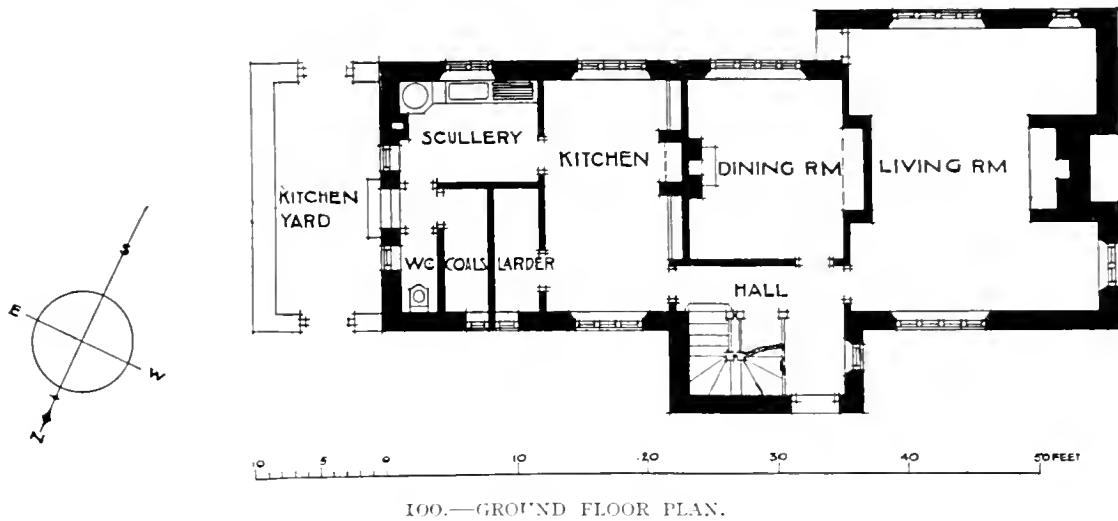 SCULLERY
KITCHEN
DINING RM
LIVING RM
KITCHEN
YARD
WC
COALS
LARDER
HALL
S
E
W
N
10 5 0 10 20 30 40 50 FEET
100.—GROUND FLOOR PLAN.